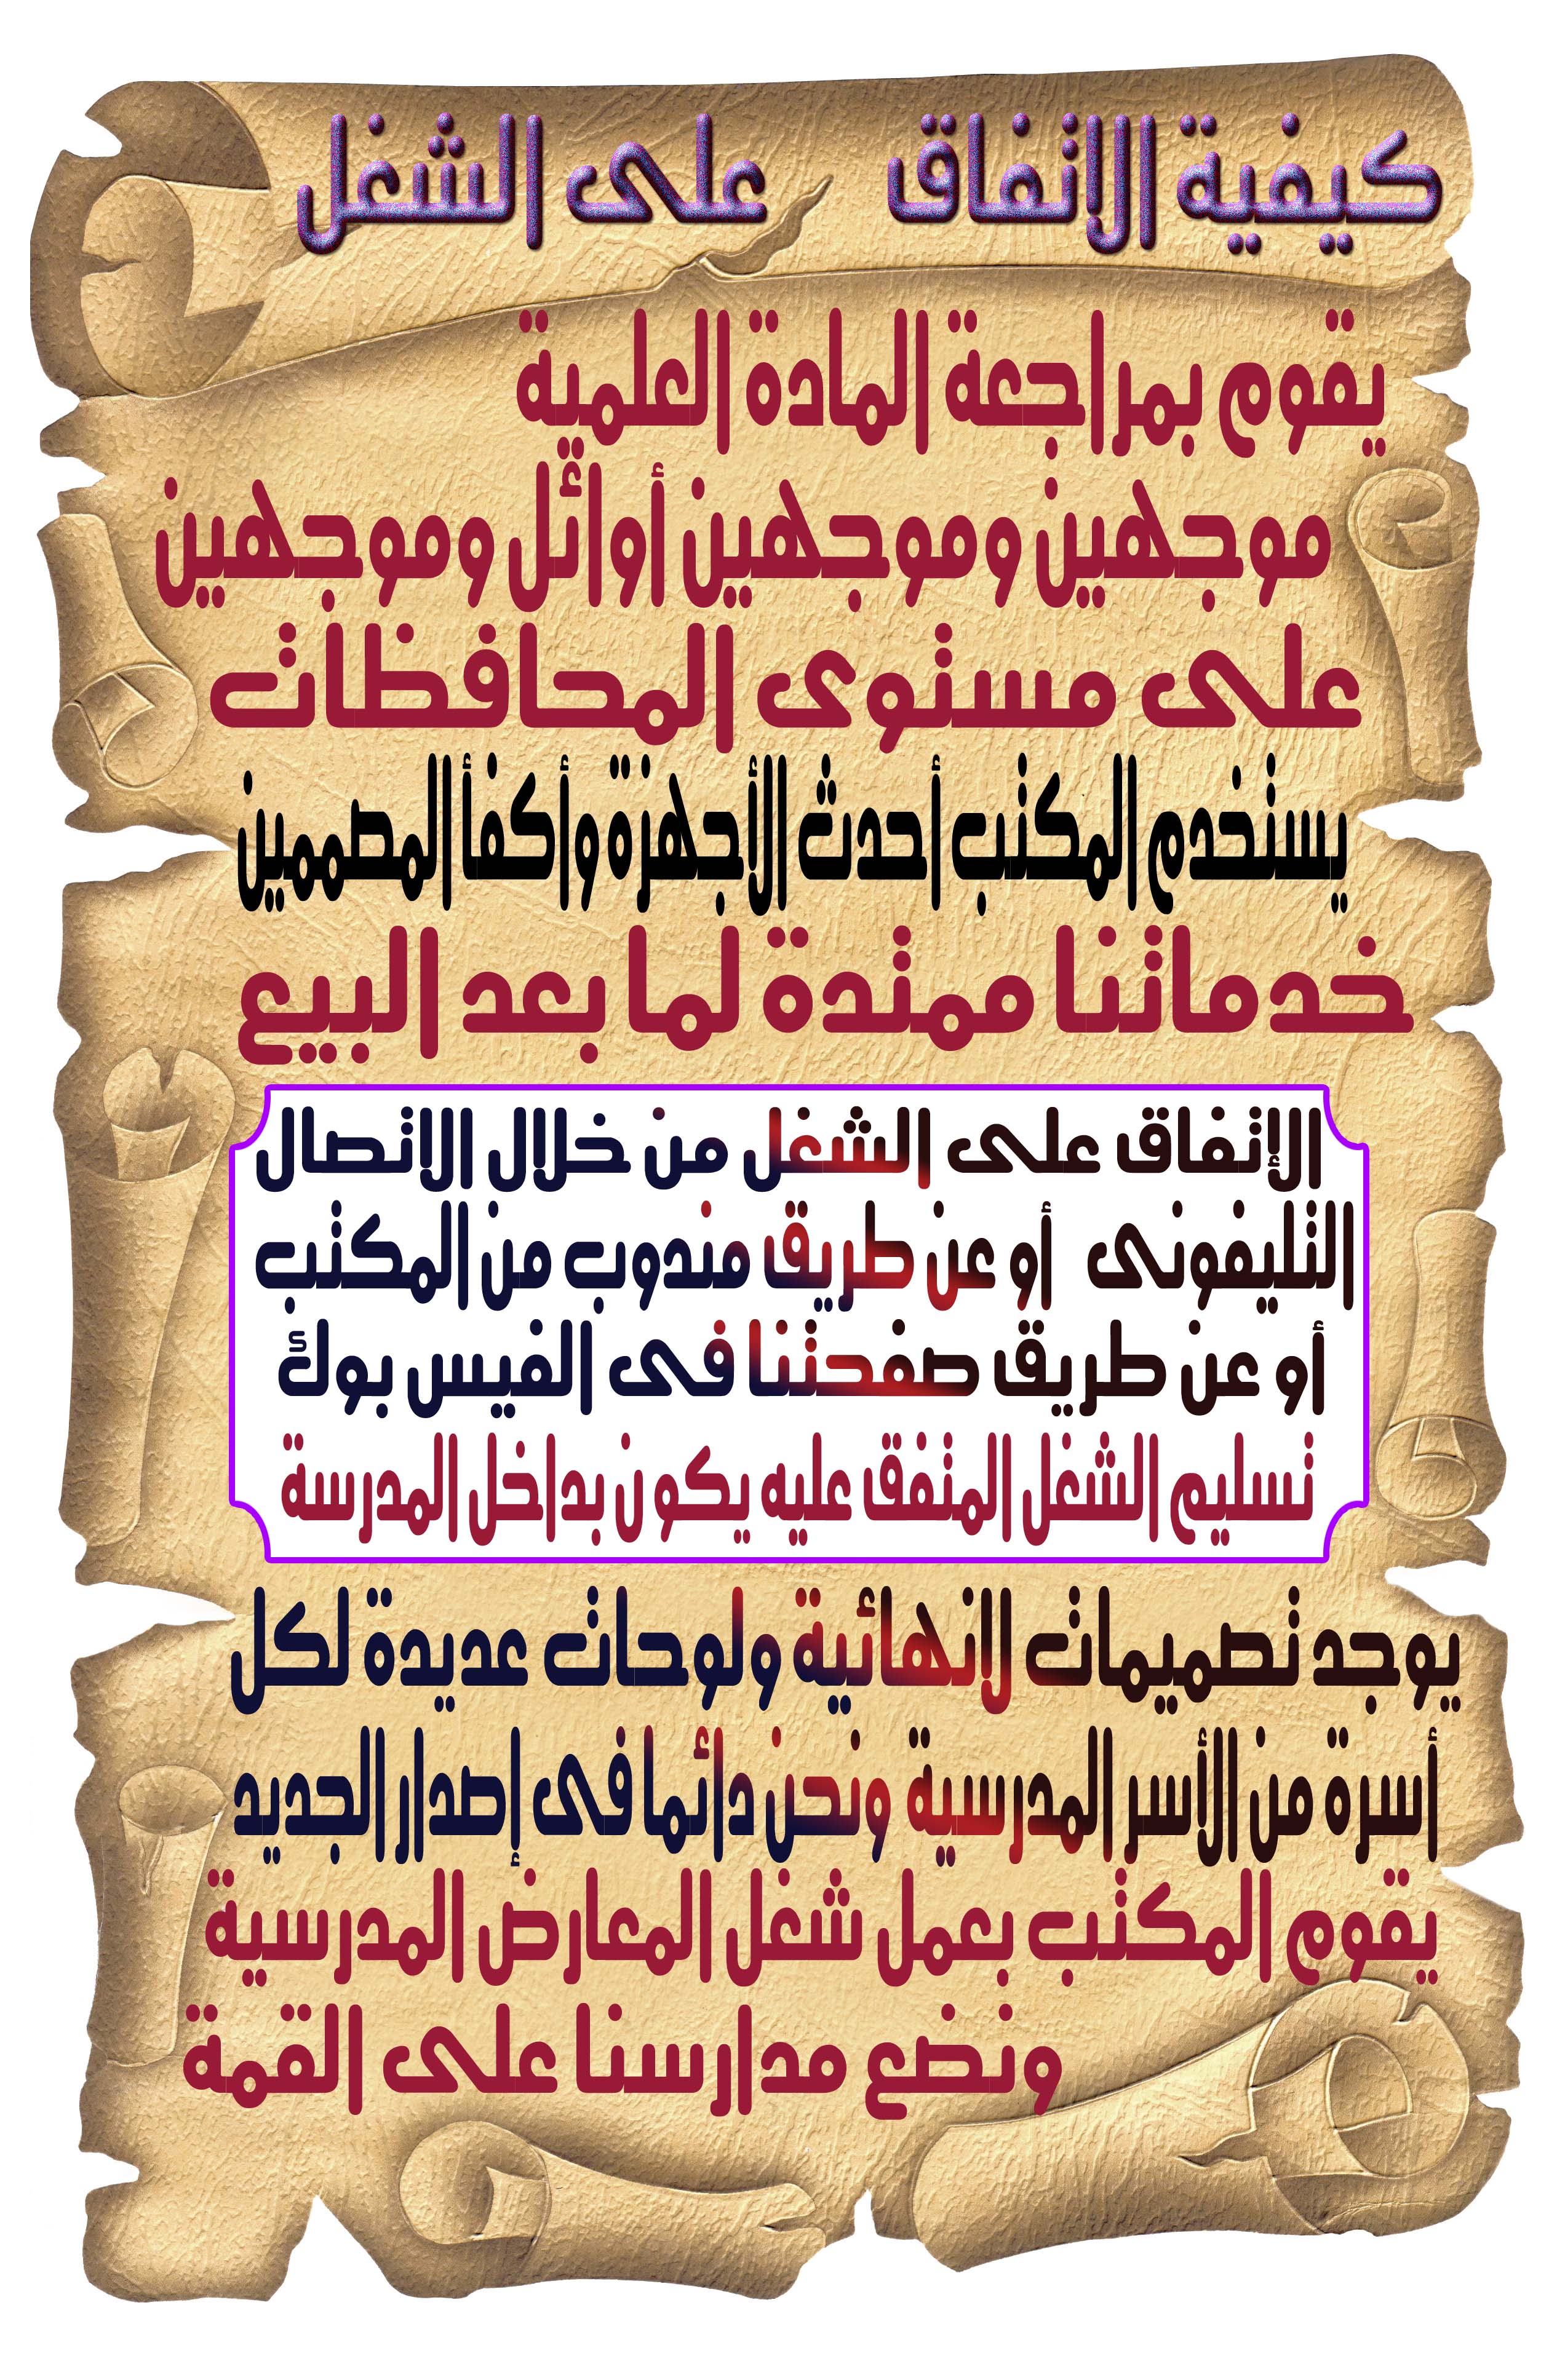 كيفية الاتفاق على الشغل
يقوم بمراجعة المادة العلمية
موجهين وموجهين أوائل وموجهين
على مستوى المحافظات
يستخدم المكتب أحدث الأجهزة وأكفأ المصممين
خدماتنا ممتدة لما بعد البيع
الإتفاق على الشغل من خلال الاتصال
التليفونى أو عن طريق مندوب من المكتب
أو عن طريق صفحتنا فى الفيس بوك
تسليم الشغل المتفق عليه يكون بداخل المدرسة
يوجد تصميمات لانهائية ولوحات عديدة لكل
أسرة من الأسر المدرسية ونحن دائما فى إصدار الجديد
يقوم المكتب بعمل شغل المعارض المدرسية
ونضع مدارسنا على القمة